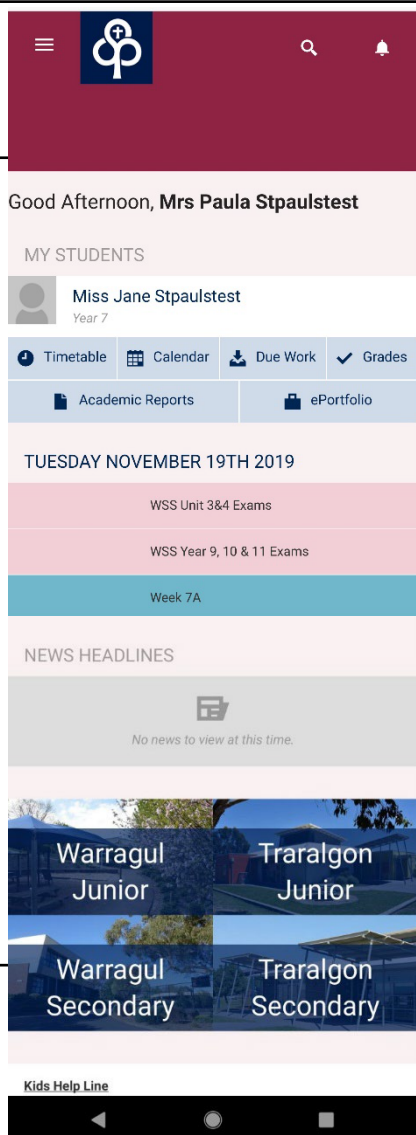 Good Afternoon, Mrs Paula Stpaulstest
MY STUDENTS
Miss Jane Stpaulstest
Year 7
Timetable Calendar Due Work Grades
Academic Reports ePortfolio
TUESDAY NOVEMBER 19TH 2019
WSS Unit 3&4 Exams
WSS Year 9, 10 & 11 Exams
Week 7A
NEWS HEADLINES
No news to view at this time.
Warragul
Junior
Traralgon
Junior
Warragul
Secondary
Traralgon
Secondary
Kids Help Line